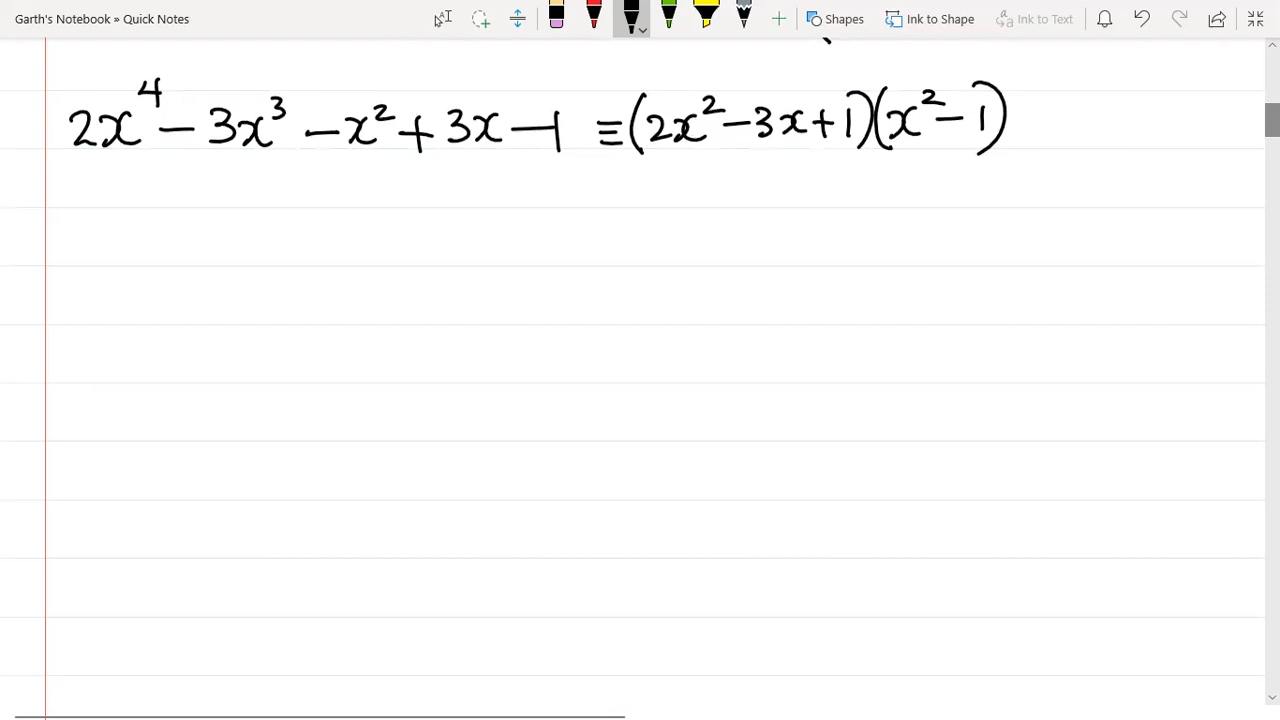 Garth's Notebook » Quick Notes
Shapes
Ink to Shape
Ink to Text
2x⁴ − 3x³ − x² + 3x − 1 ≡ (2x² − 3x + 1)(x² − 1)